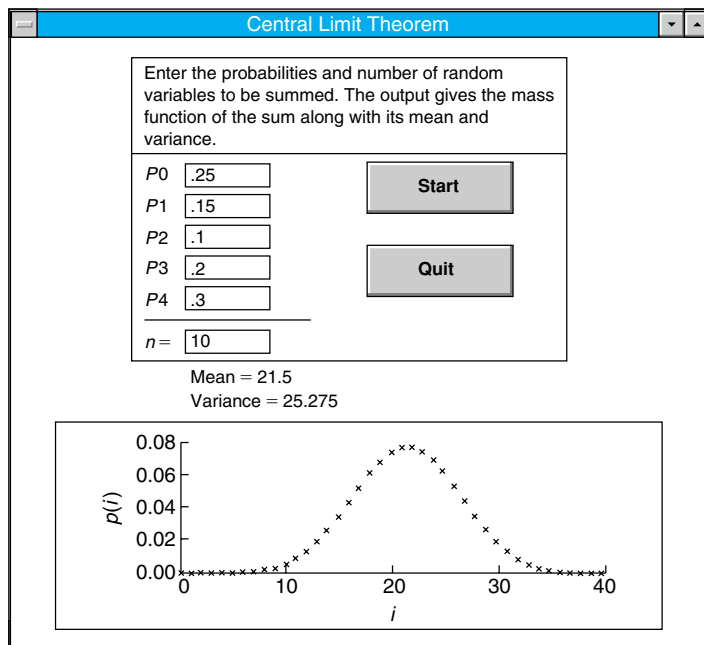 Central Limit Theorem
Enter the probabilities and number of random
variables to be summed. The output gives the mass
function of the sum along with its mean and
variance.
P0 .25
P1 .15
P2 .1
P3 .2
P4 .3
n = 10
Start
Quit
Mean = 21.5
Variance = 25.275
p(i)
0.08
0.06
0.04
0.02
0.00
0 10 20 30 40
i